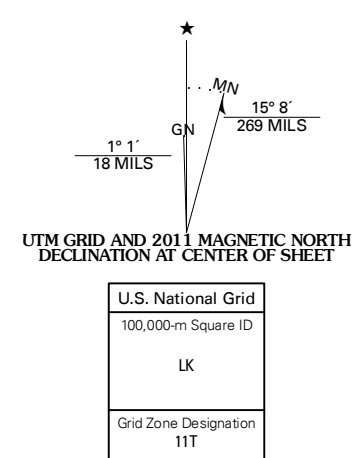 ★
MN
15° 8´
269 MILS
GN
1° 1´
18 MILS
UTM GRID AND 2011 MAGNETIC NORTH
DECLINATION AT CENTER OF SHEET
U.S. National Grid
100,000-m Square ID
LK
Grid Zone Designation
11T